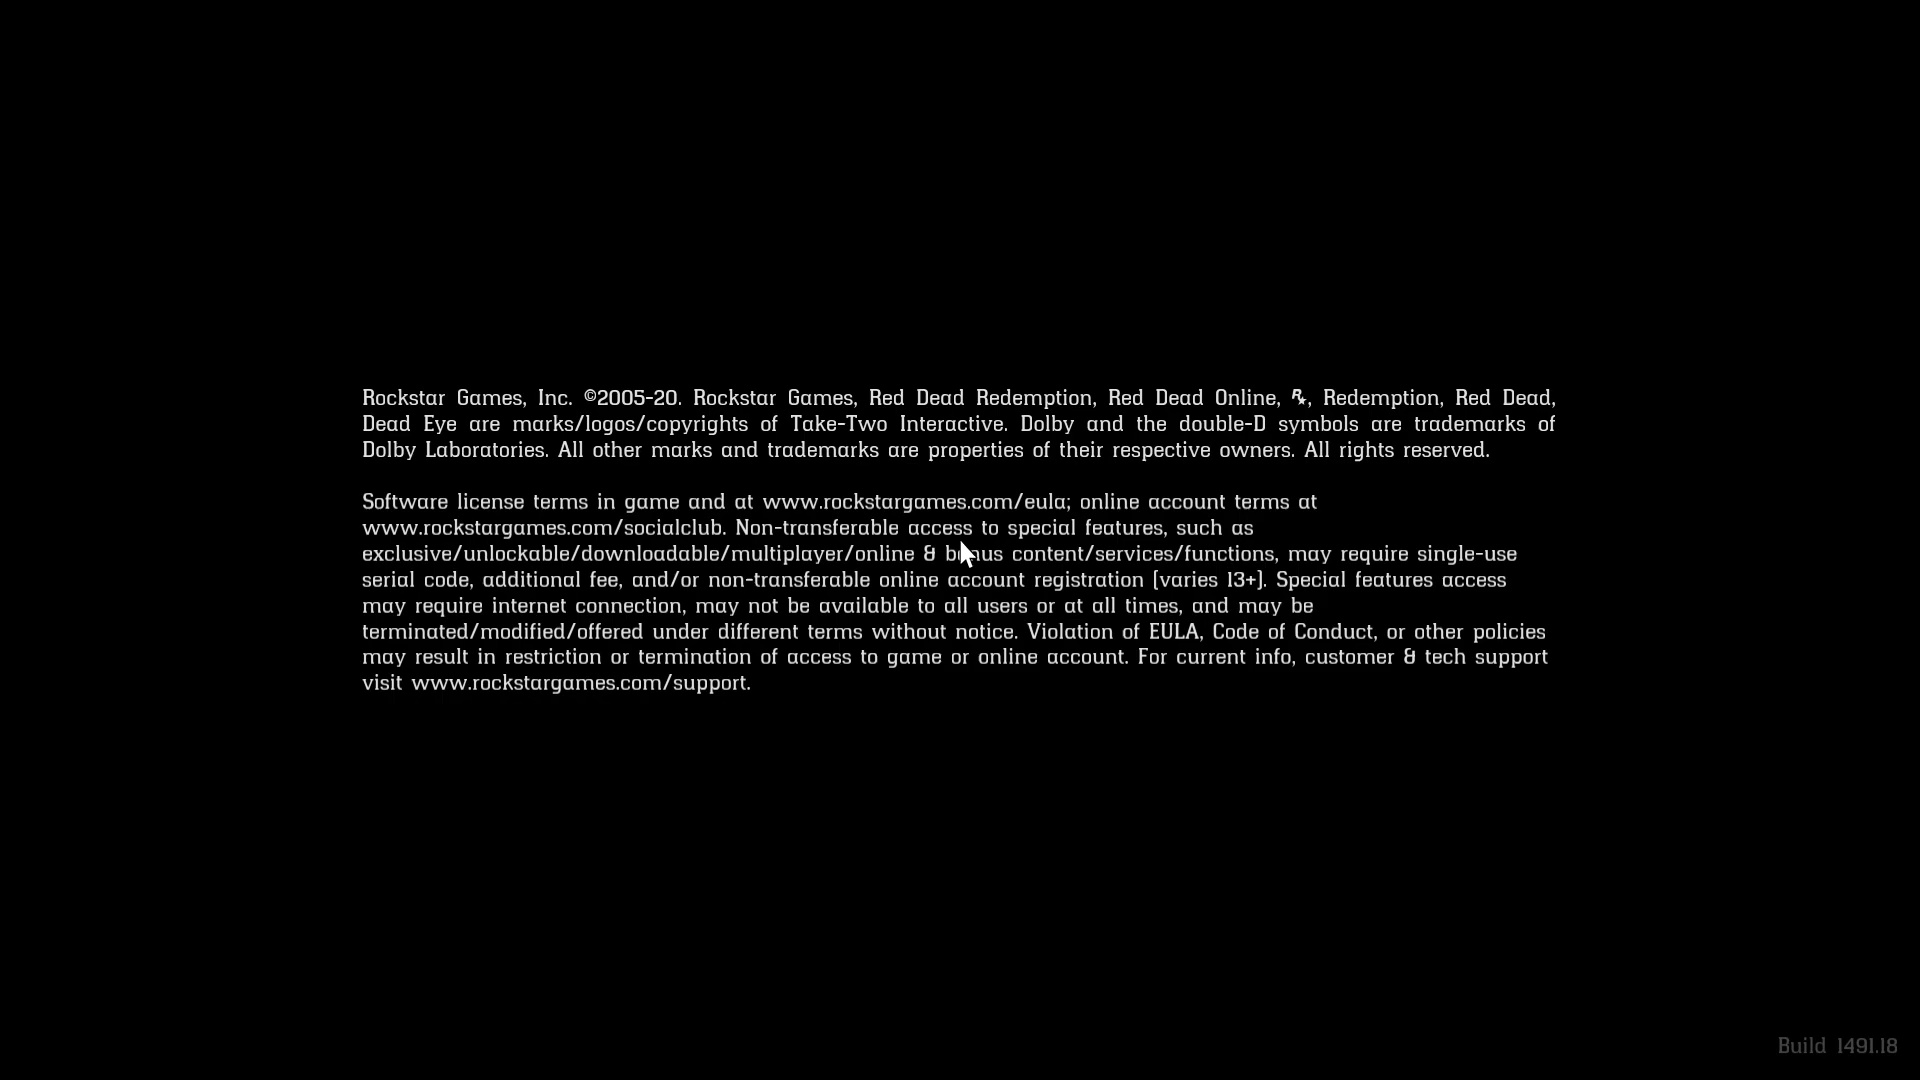 Rockstar Games, Inc. ©2005-20. Rockstar Games, Red Dead Redemption, Red Dead Online, R★, Redemption, Red Dead,
Dead Eye are marks/logos/copyrights of Take-Two Interactive. Dolby and the double-D symbols are trademarks of
Dolby Laboratories. All other marks and trademarks are properties of their respective owners. All rights reserved.
Software license terms in game and at www.rockstargames.com/eula; online account terms at
www.rockstargames.com/socialclub. Non-transferable access to special features, such as
exclusive/unlockable/downloadable/multiplayer/online & bonus content/services/functions, may require single-use
serial code, additional fee, and/or non-transferable online account registration (varies 13+). Special features access
may require internet connection, may not be available to all users or at all times, and may be
terminated/modified/offered under different terms without notice. Violation of EULA, Code of Conduct, or other policies
may result in restriction or termination of access to game or online account. For current info, customer & tech support
visit www.rockstargames.com/support.
Build 1491.18